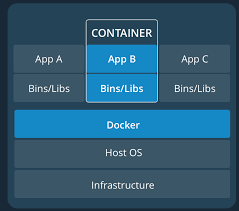 CONTAINER
App A App B App C
Bins/Libs Bins/Libs Bins/Libs
Docker
Host OS
Infrastructure